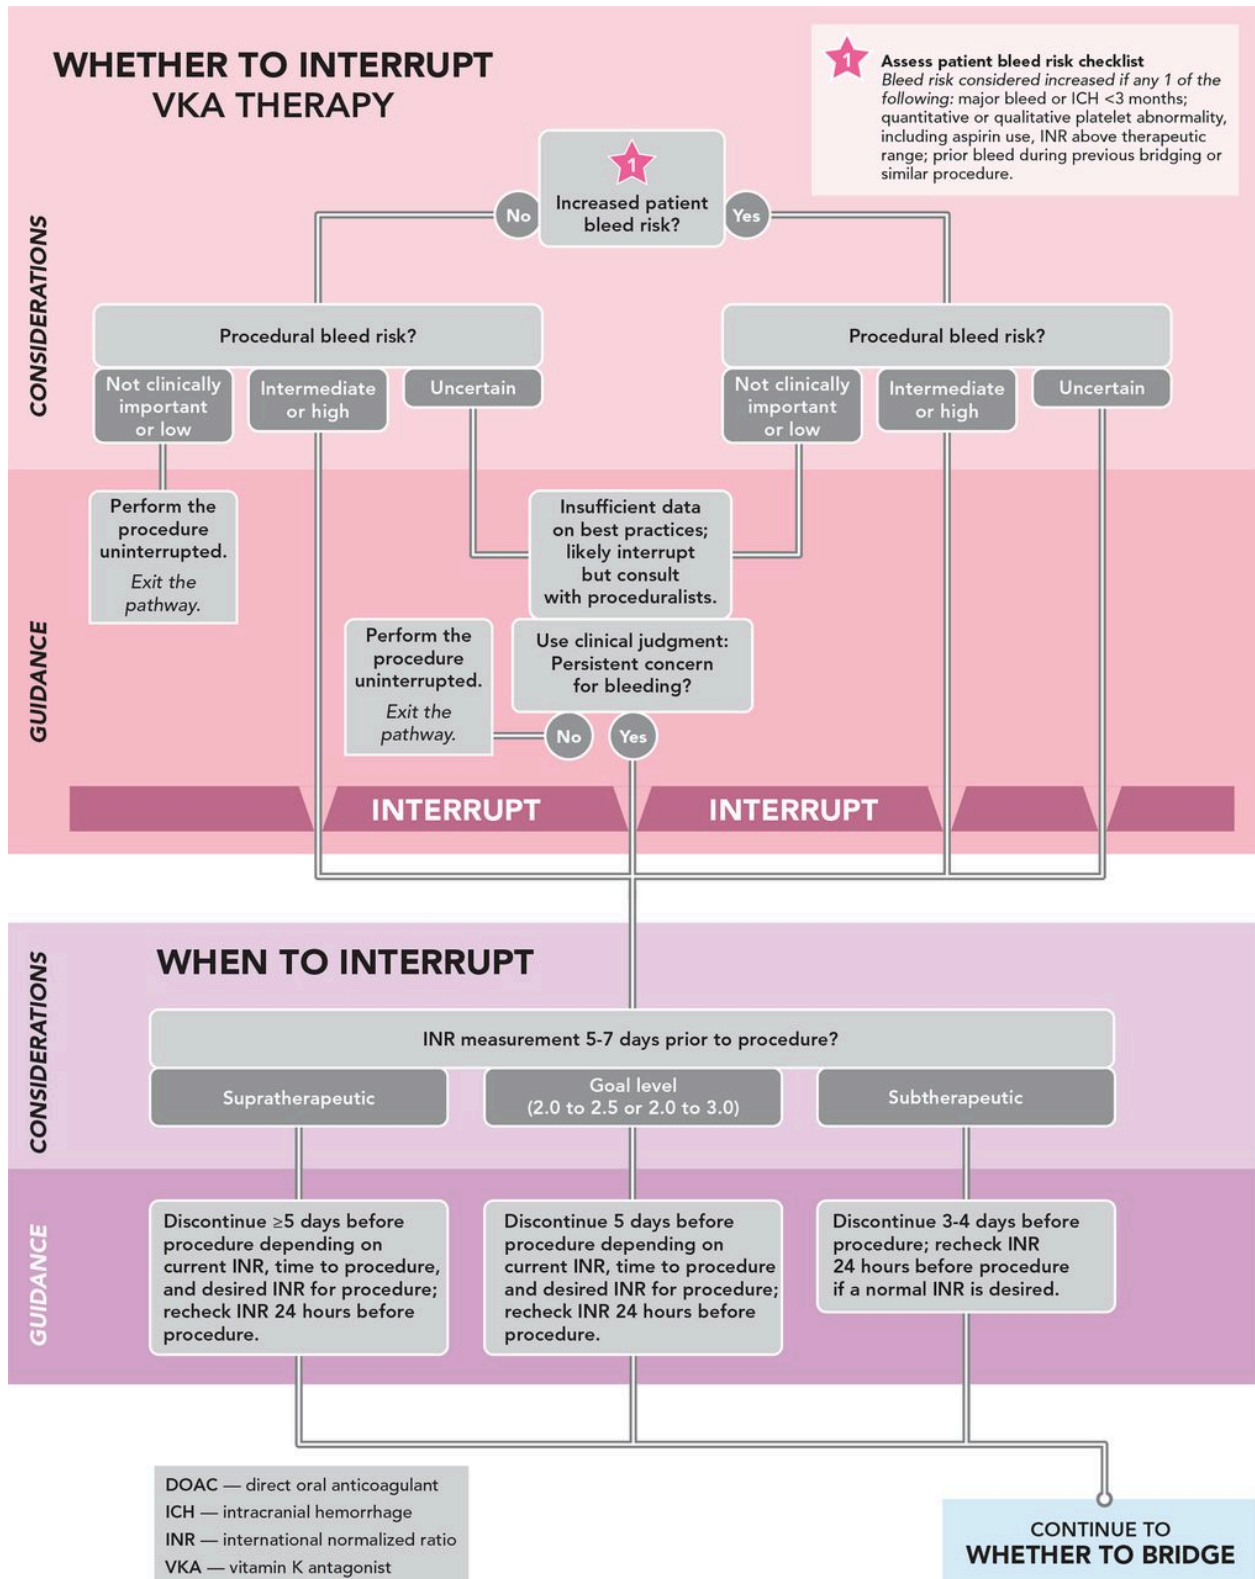 WHETHER TO INTERRUPT
VKA THERAPY
1
Assess patient bleed risk checklist
Bleed risk considered increased if any 1 of the
following: major bleed or ICH <3 months;
quantitative or qualitative platelet abnormality,
including aspirin use, INR above therapeutic
range; prior bleed during previous bridging or
similar procedure.
CONSIDERATIONS
1
Increased patient
bleed risk?
No
Yes
Procedural bleed risk?
Not clinically
important
or low
Intermediate
or high
Uncertain
Procedural bleed risk?
Not clinically
important
or low
Intermediate
or high
Uncertain
GUIDANCE
Perform the
procedure
uninterrupted.
Exit the
pathway.
Insufficient data
on best practices;
likely interrupt
but consult
with proceduralists.
Use clinical judgment:
Persistent concern
for bleeding?
Perform the
procedure
uninterrupted.
Exit the
pathway.
No
Yes
INTERRUPT
INTERRUPT
WHEN TO INTERRUPT
CONSIDERATIONS
INR measurement 5-7 days prior to procedure?
Supratherapeutic
Goal level
(2.0 to 2.5 or 2.0 to 3.0)
Subtherapeutic
GUIDANCE
Discontinue ≥5 days before
procedure depending on
current INR, time to procedure,
and desired INR for procedure;
recheck INR 24 hours before
procedure.
Discontinue 5 days before
procedure depending on
current INR, time to procedure
and desired INR for procedure;
recheck INR 24 hours before
procedure.
Discontinue 3-4 days before
procedure; recheck INR
24 hours before procedure
if a normal INR is desired.
DOAC — direct oral anticoagulant
ICH — intracranial hemorrhage
INR — international normalized ratio
VKA — vitamin K antagonist
CONTINUE TO
WHETHER TO BRIDGE